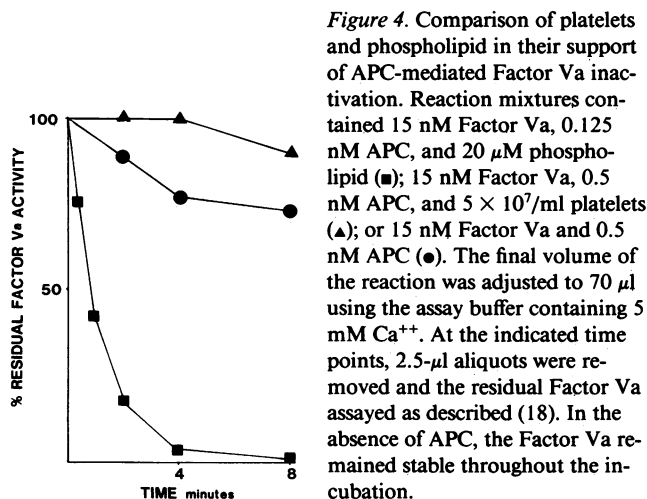 Figure 4. Comparison of platelets
and phospholipid in their support
of APC-mediated Factor Va inac-
tivation. Reaction mixtures con-
tained 15 nM Factor Va, 0.125
nM APC, and 20 μM phospho-
lipid (■); 15 nM Factor Va, 0.5
nM APC, and 5 × 10⁷/ml platelets
(▲); or 15 nM Factor Va and 0.5
nM APC (●). The final volume of
the reaction was adjusted to 70 μl
using the assay buffer containing 5
mM Ca⁺⁺. At the indicated time
points, 2.5-μl aliquots were re-
moved and the residual Factor Va
assayed as described (18). In the
absence of APC, the Factor Va re-
mained stable throughout the in-
cubation.
% RESIDUAL FACTOR Va ACTIVITY
100
50
4
8
TIME minutes